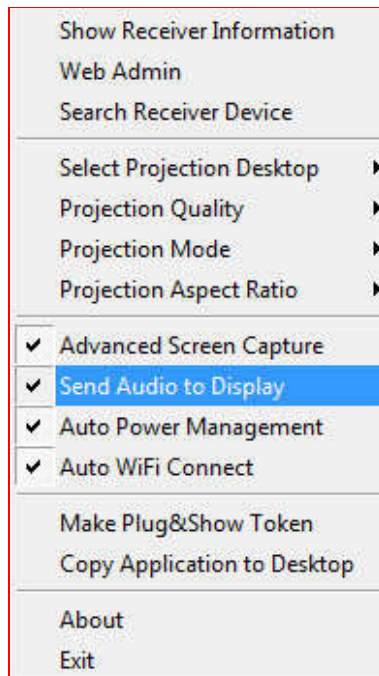 Show Receiver Information
Web Admin
Search Receiver Device
Select Projection Desktop
Projection Quality
Projection Mode
Projection Aspect Ratio
Advanced Screen Capture
Send Audio to Display
Auto Power Management
Auto WiFi Connect
Make Plug&Show Token
Copy Application to Desktop
About
Exit